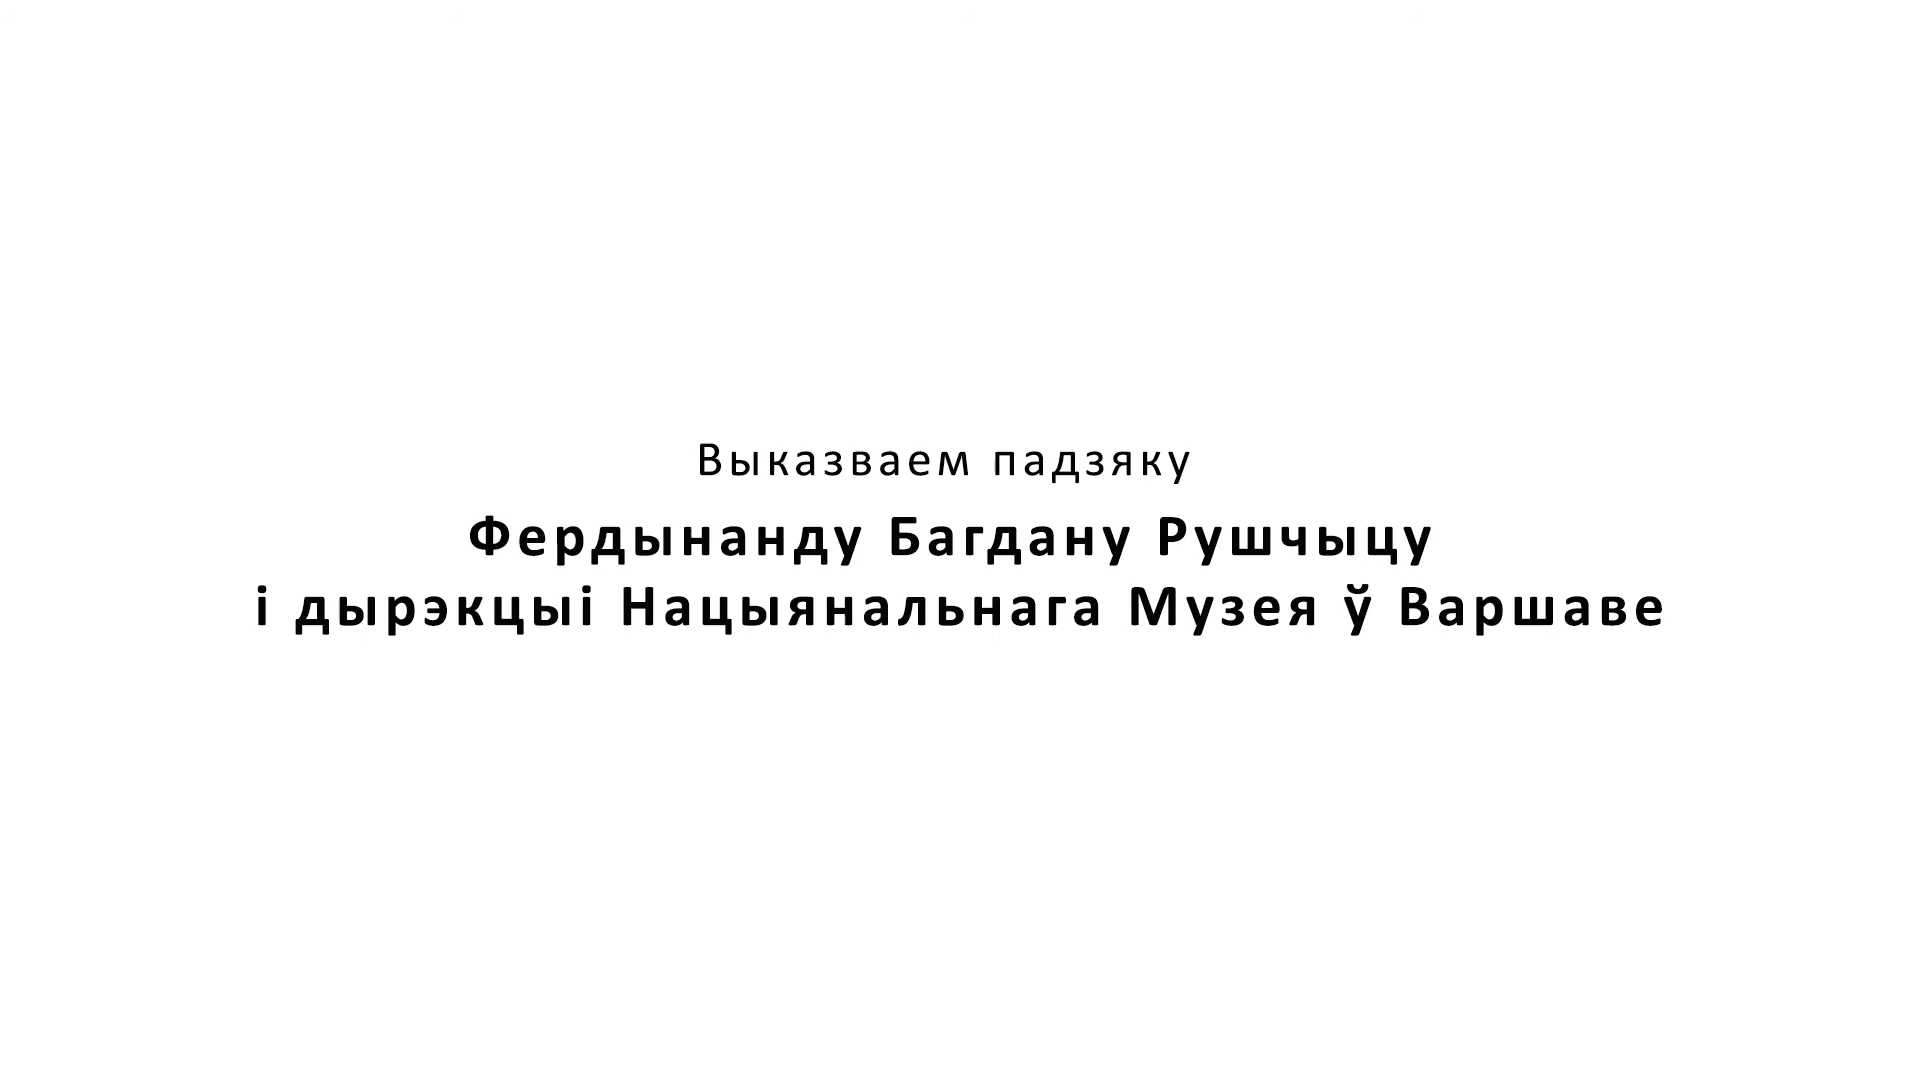 Выказваем падзяку
Фердынанду Багдану Рушчыцу
і дырэкцыі Нацыянальнага Музея ў Варшаве